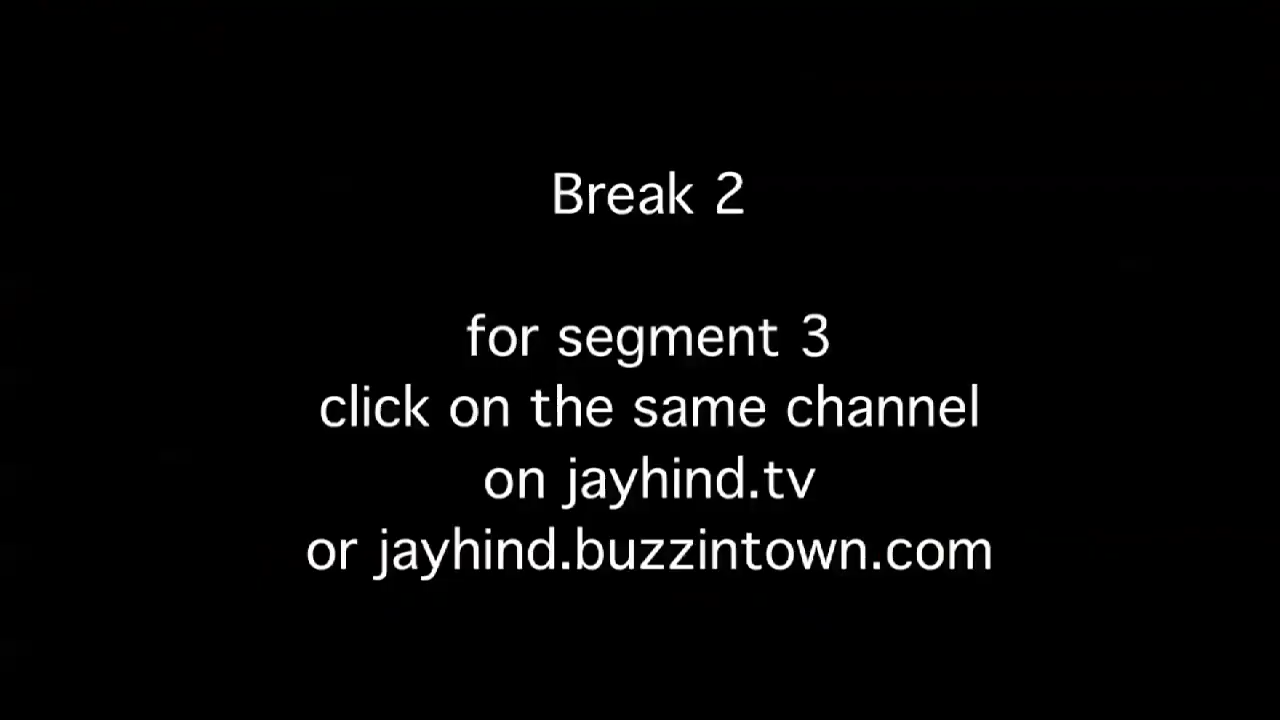 Break 2
for segment 3
click on the same channel
on jayhind.tv
or jayhind.buzzintown.com